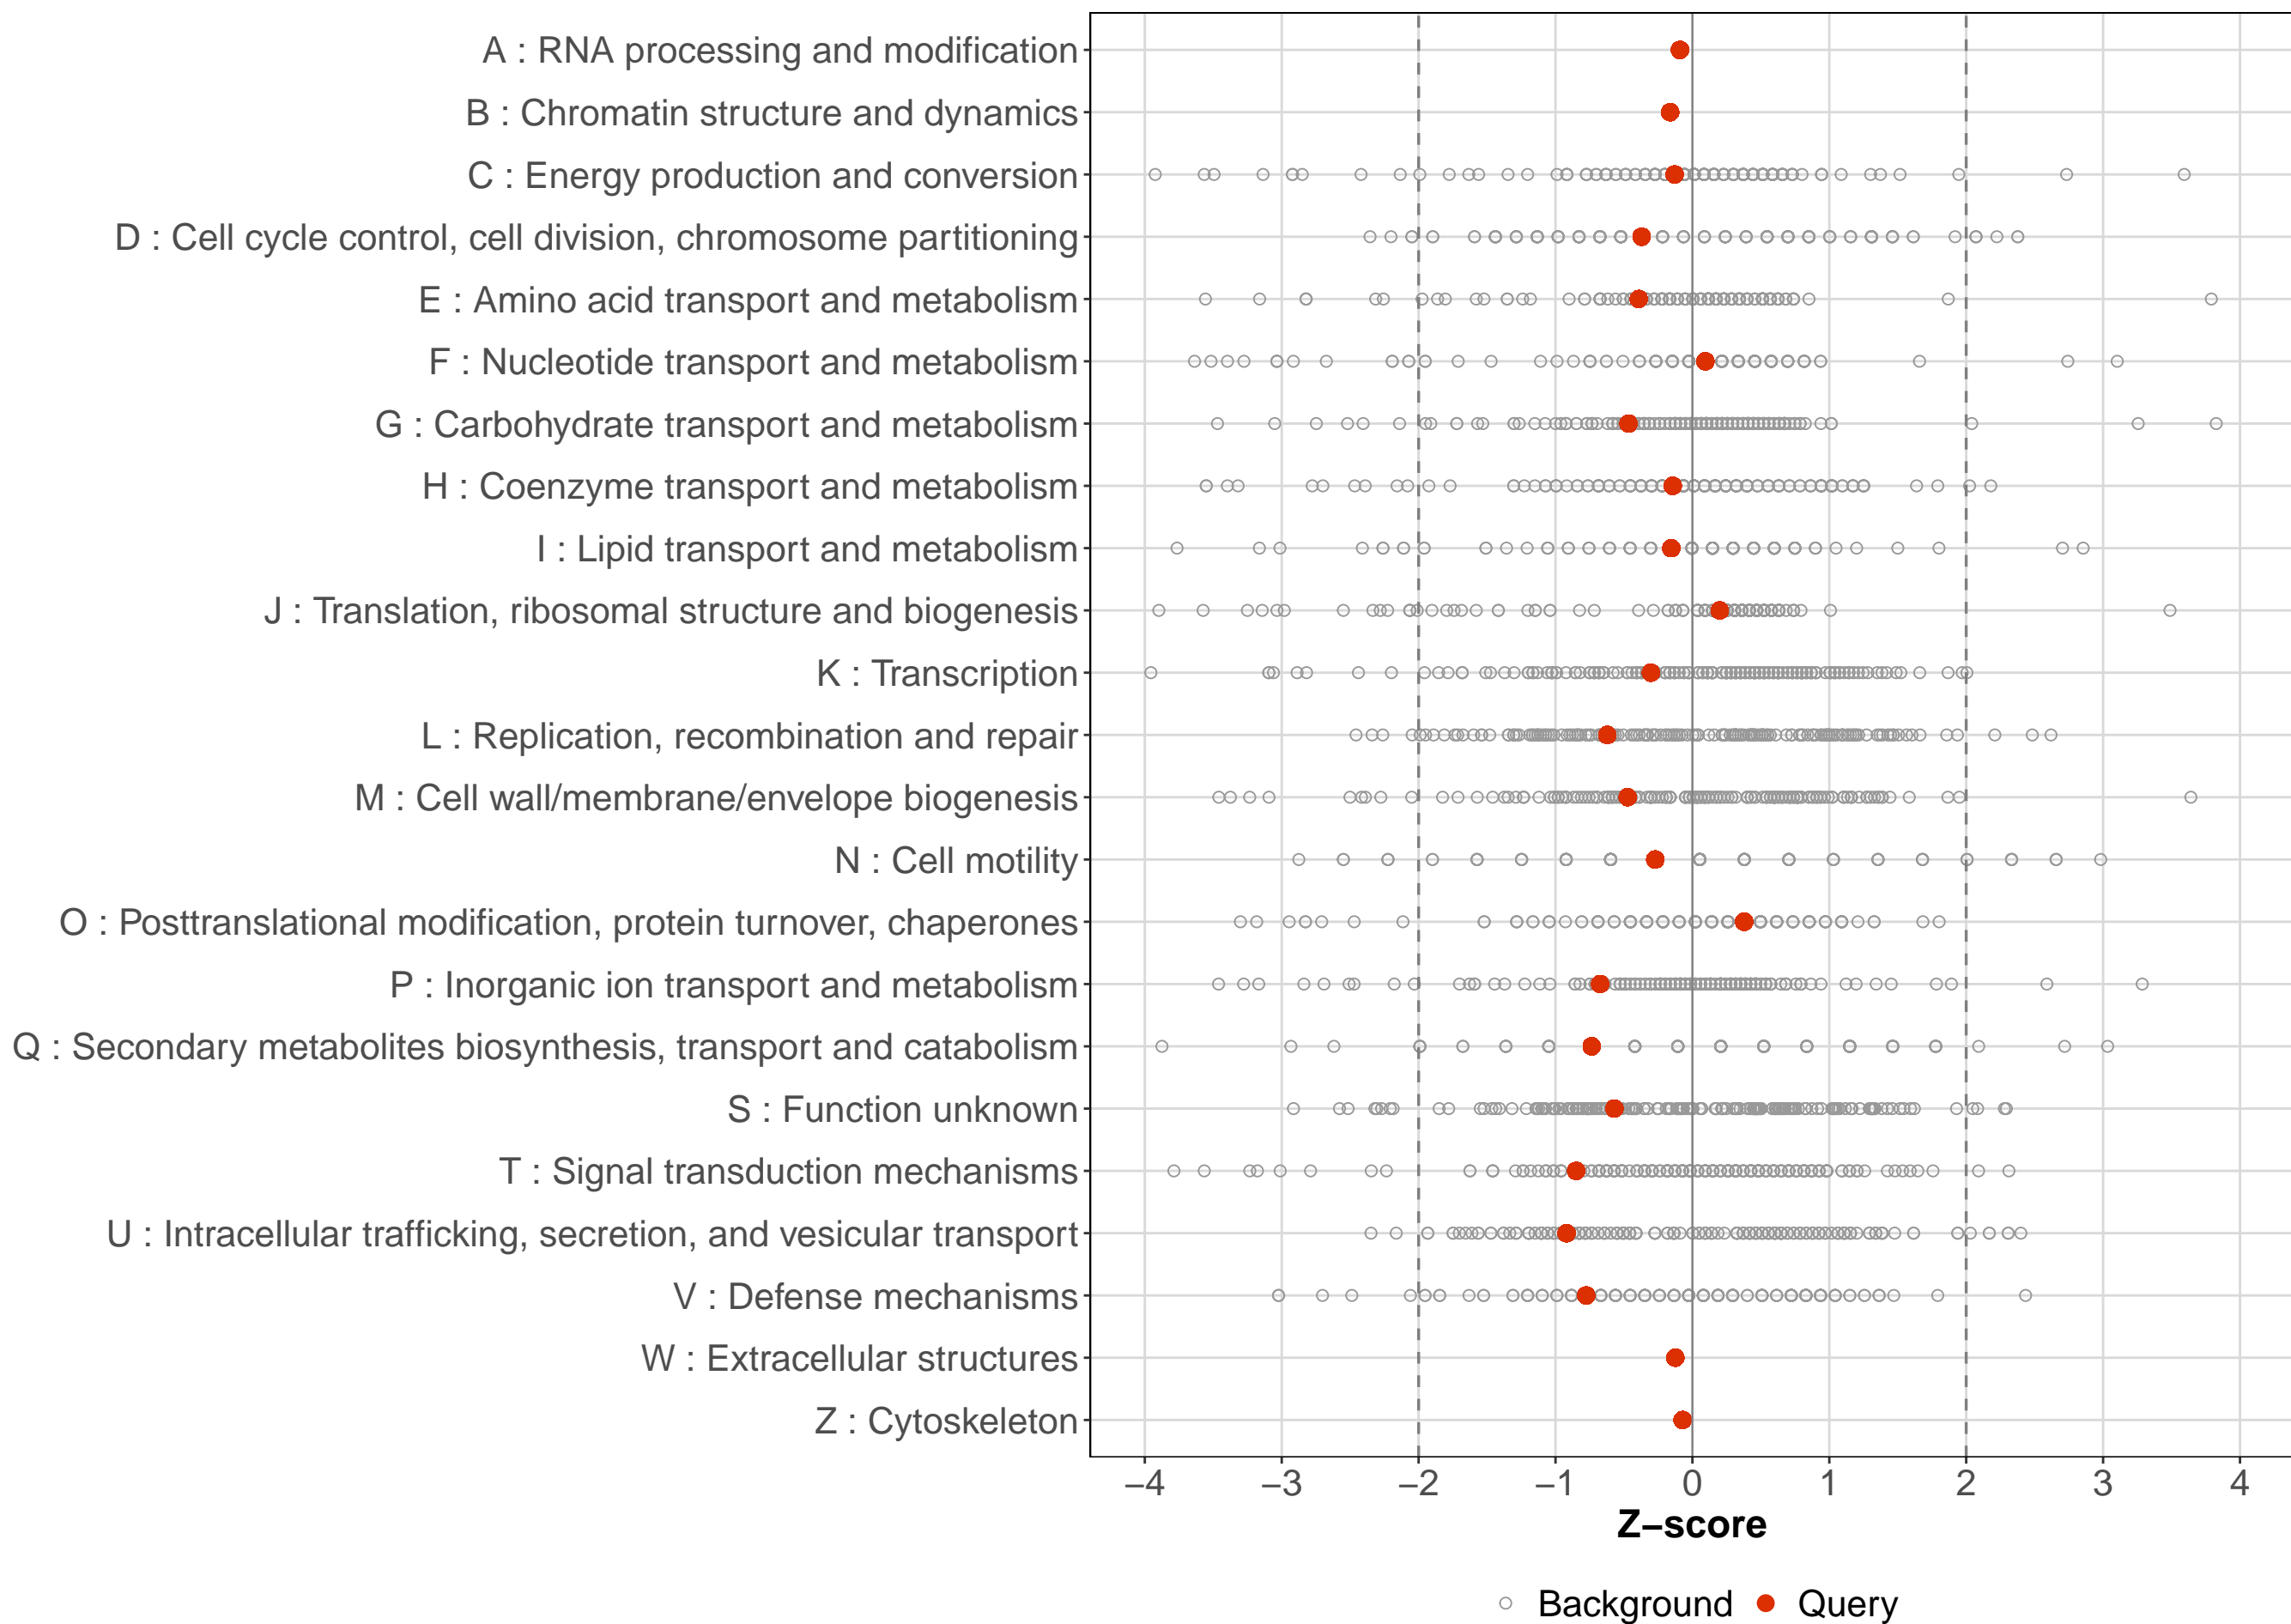 A : RNA processing and modification
B : Chromatin structure and dynamics
C : Energy production and conversion
D : Cell cycle control, cell division, chromosome partitioning
E : Amino acid transport and metabolism
F : Nucleotide transport and metabolism
G : Carbohydrate transport and metabolism
H : Coenzyme transport and metabolism
I : Lipid transport and metabolism
J : Translation, ribosomal structure and biogenesis
K : Transcription
L : Replication, recombination and repair
M : Cell wall/membrane/envelope biogenesis
N : Cell motility
O : Posttranslational modification, protein turnover, chaperones
P : Inorganic ion transport and metabolism
Q : Secondary metabolites biosynthesis, transport and catabolism
S : Function unknown
T : Signal transduction mechanisms
U : Intracellular trafficking, secretion, and vesicular transport
V : Defense mechanisms
W : Extracellular structures
Z : Cytoskeleton
−4 −3 −2 −1 0 1 2 3 4
Z−score
Background Query